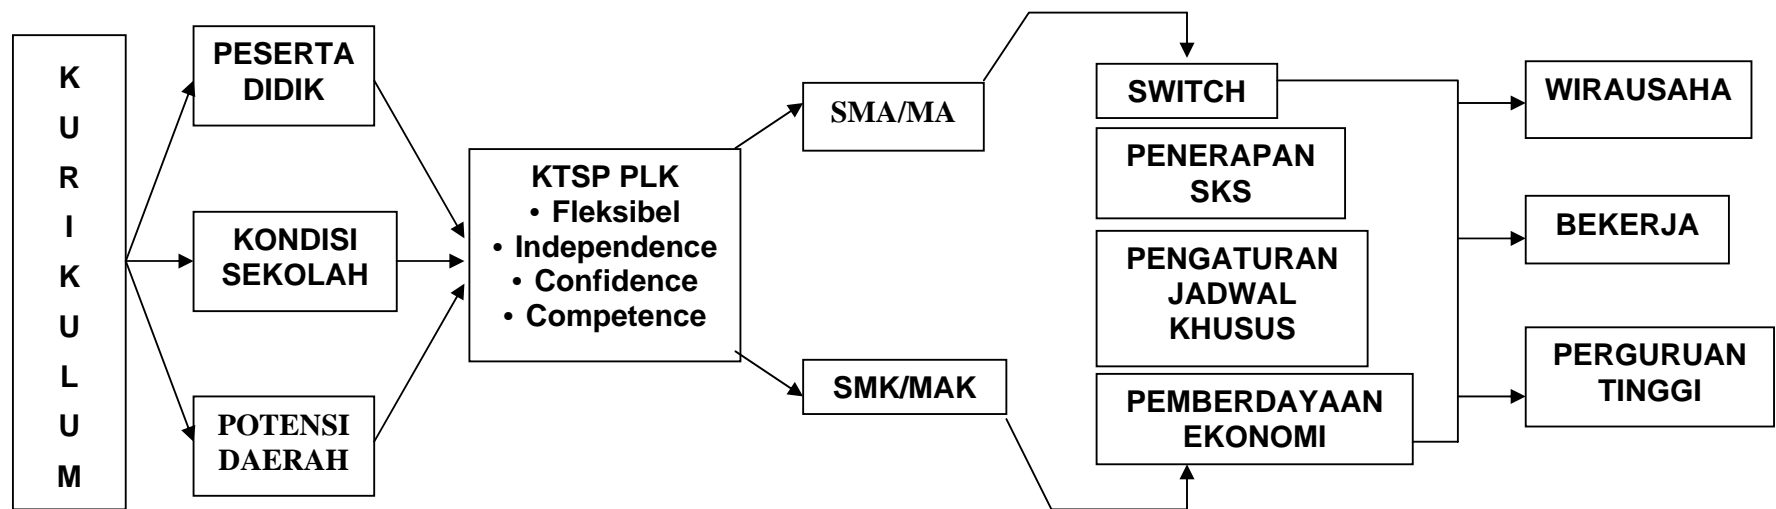 K
U
R
I
K
U
L
U
M
PESERTA
DIDIK
KONDISI
SEKOLAH
POTENSI
DAERAH
KTSP PLK
• Fleksibel
• Independence
• Confidence
• Competence
SMA/MA
SMK/MAK
SWITCH
PENERAPAN
SKS
PENGATURAN
JADWAL
KHUSUS
PEMBERDAYAAN
EKONOMI
WIRAUSAHA
BEKERJA
PERGURUAN
TINGGI